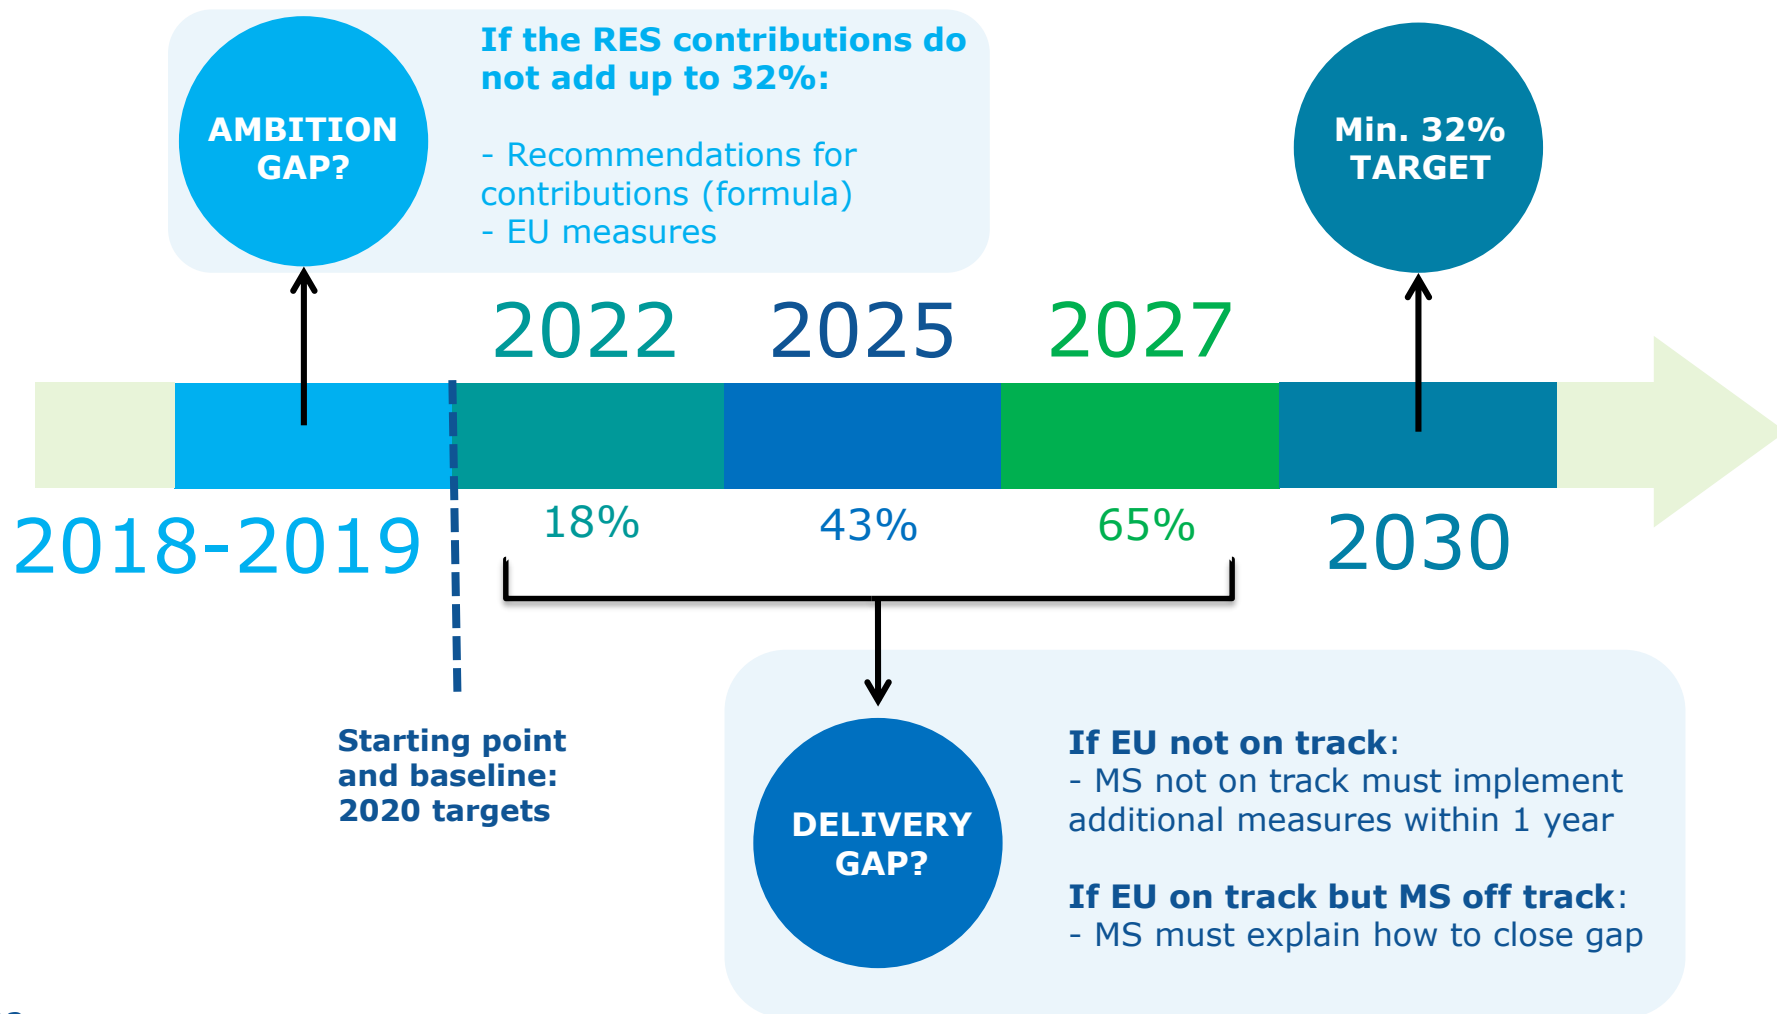 If the RES contributions do
not add up to 32%:
AMBITION
GAP?
- Recommendations for
contributions (formula)
- EU measures
Min. 32%
TARGET
2022
2025
2027
2018-2019
18%
43%
65%
2030
Starting point
and baseline:
2020 targets
DELIVERY
GAP?
If EU not on track:
- MS not on track must implement
additional measures within 1 year
If EU on track but MS off track:
- MS must explain how to close gap